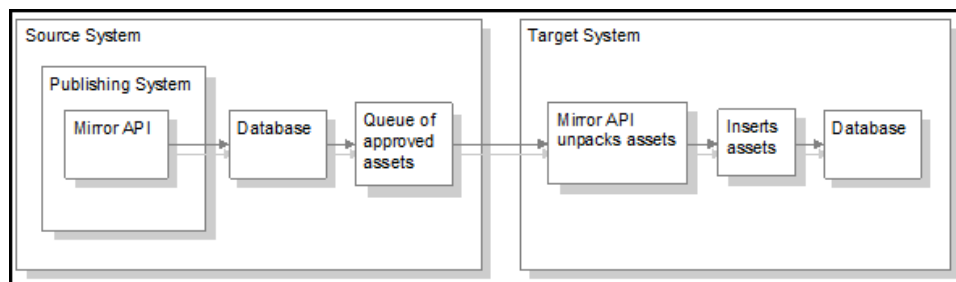 Source System
Publishing System
Mirror API
Database
Queue of
approved
assets
Target System
Mirror API
unpacks assets
Inserts
assets
Database